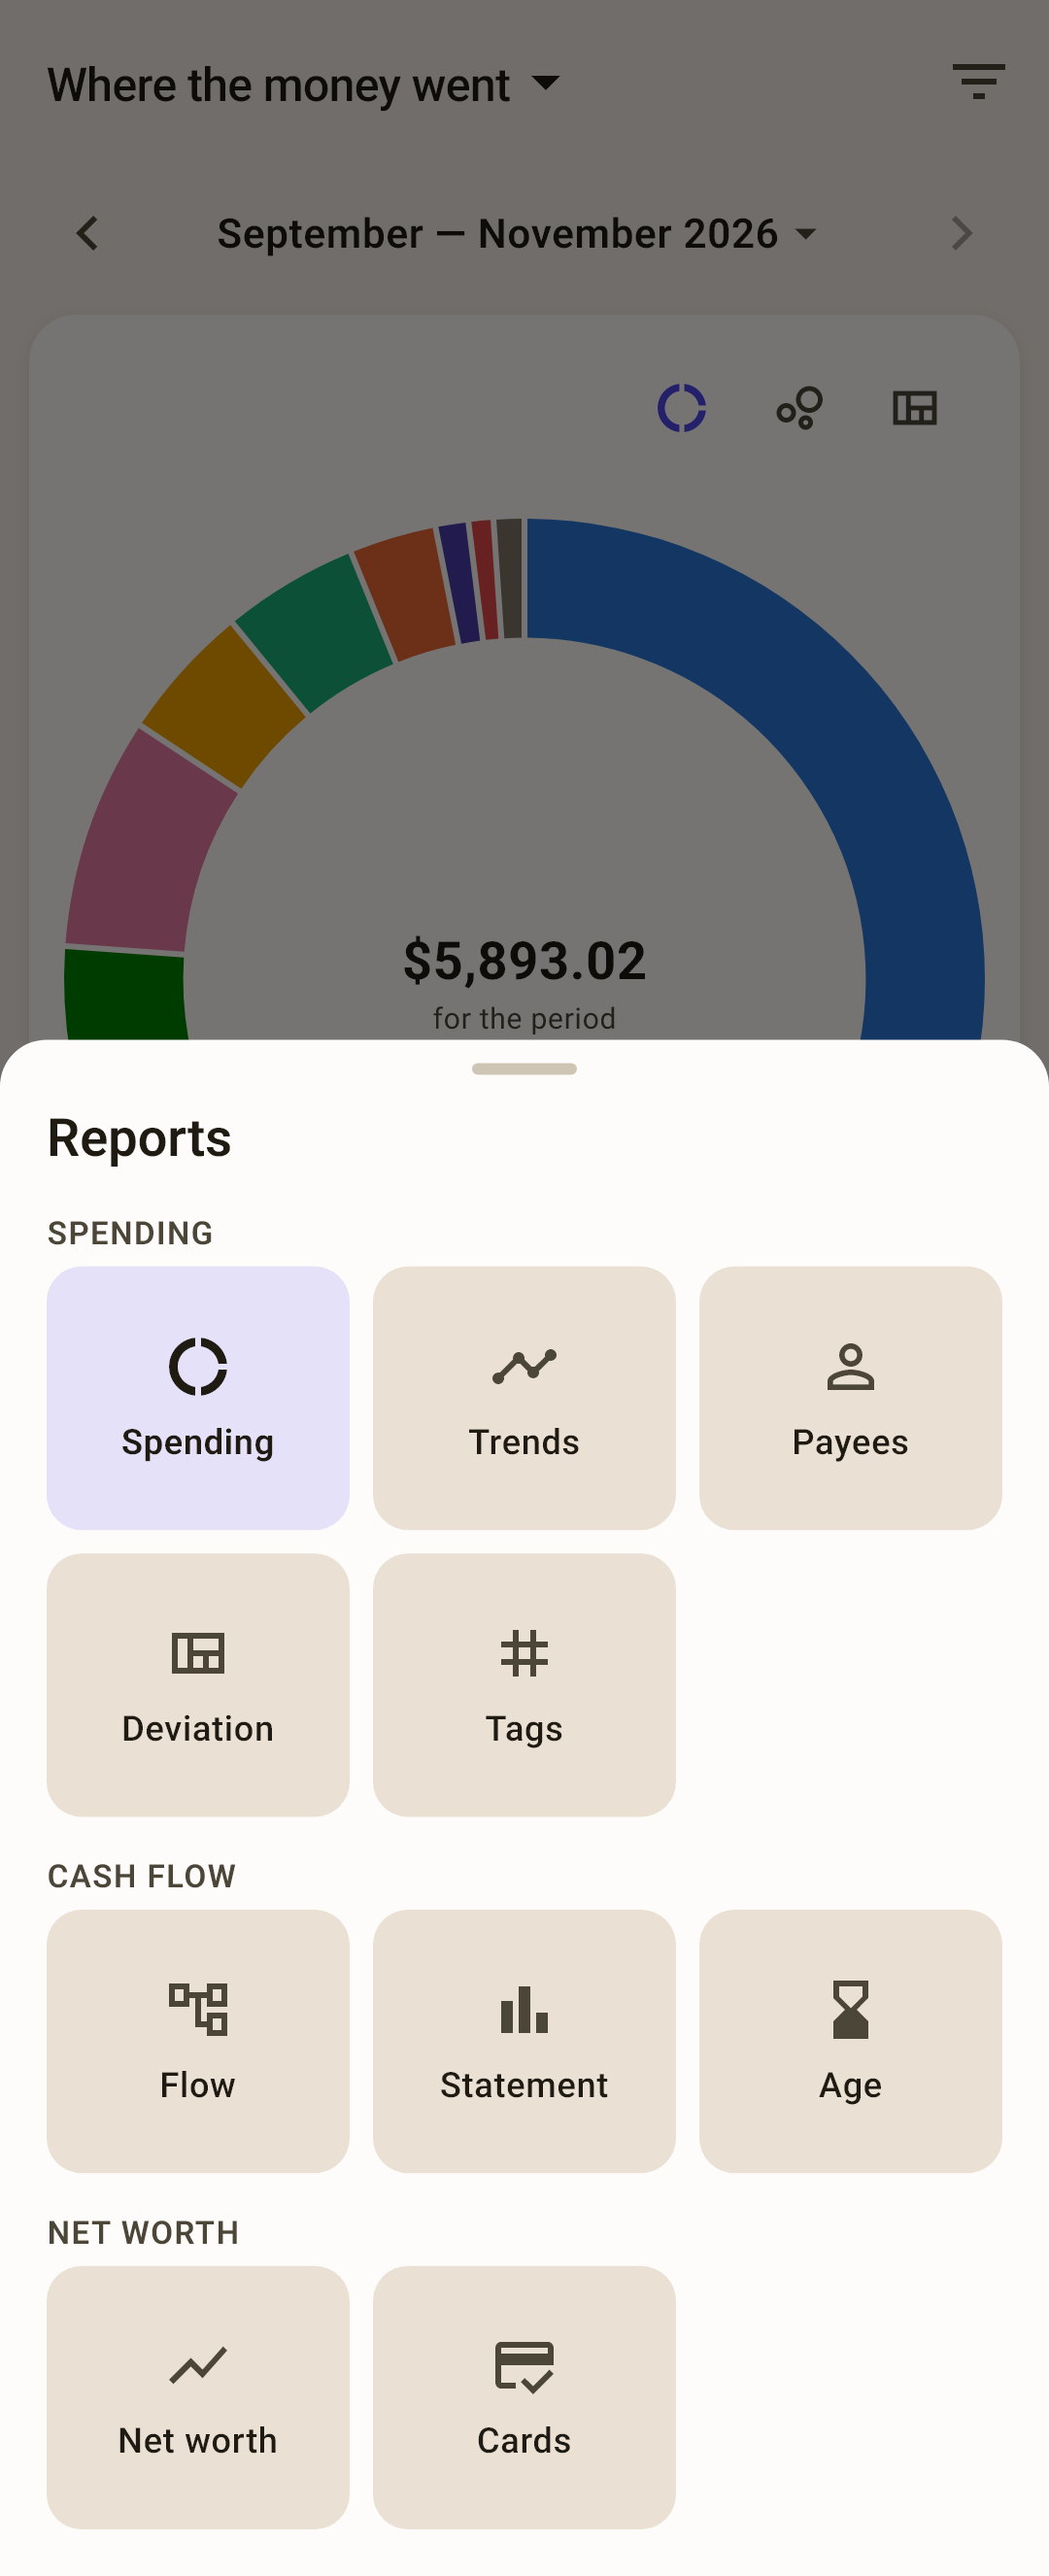 Where the money went
September — November 2026
$5,893.02
for the period
Reports
SPENDING
Spending
Trends
Payees
Deviation
Tags
CASH FLOW
Flow
Statement
Age
NET WORTH
Net worth
Cards